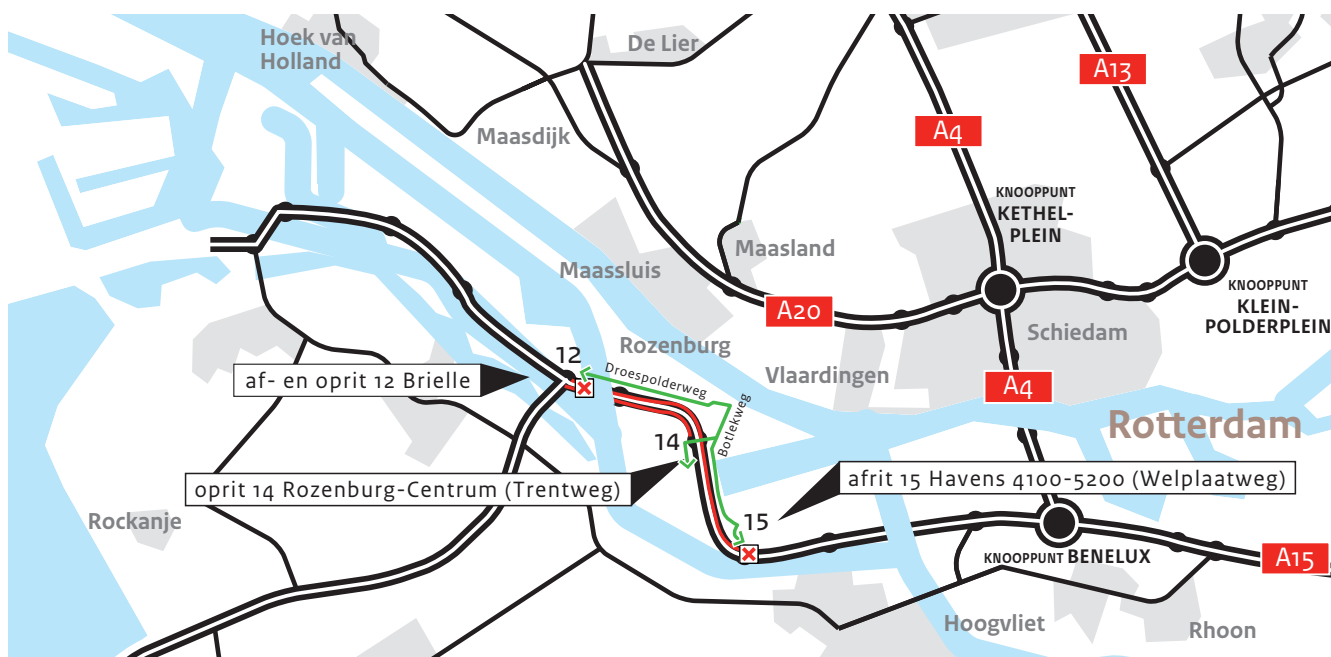 Hoek van
Holland
De Lier
A13
Maasdijk
A4
KNOOPPUNT
KETHEL-
PLEIN
Maasland
Maassluis
KNOOPPUNT
KLEIN-
POLDERPLEIN
A20
Schiedam
Rozenburg
12
Droespolderweg
Vlaardingen
af- en oprit 12 Brielle
A4
Botlekweg
Rotterdam
14
oprit 14 Rozenburg-Centrum (Trentweg)
afrit 15 Havens 4100-5200 (Welplaatweg)
Rockanje
15
KNOOPPUNT BENELUX
A15
Hoogvliet
Rhoon